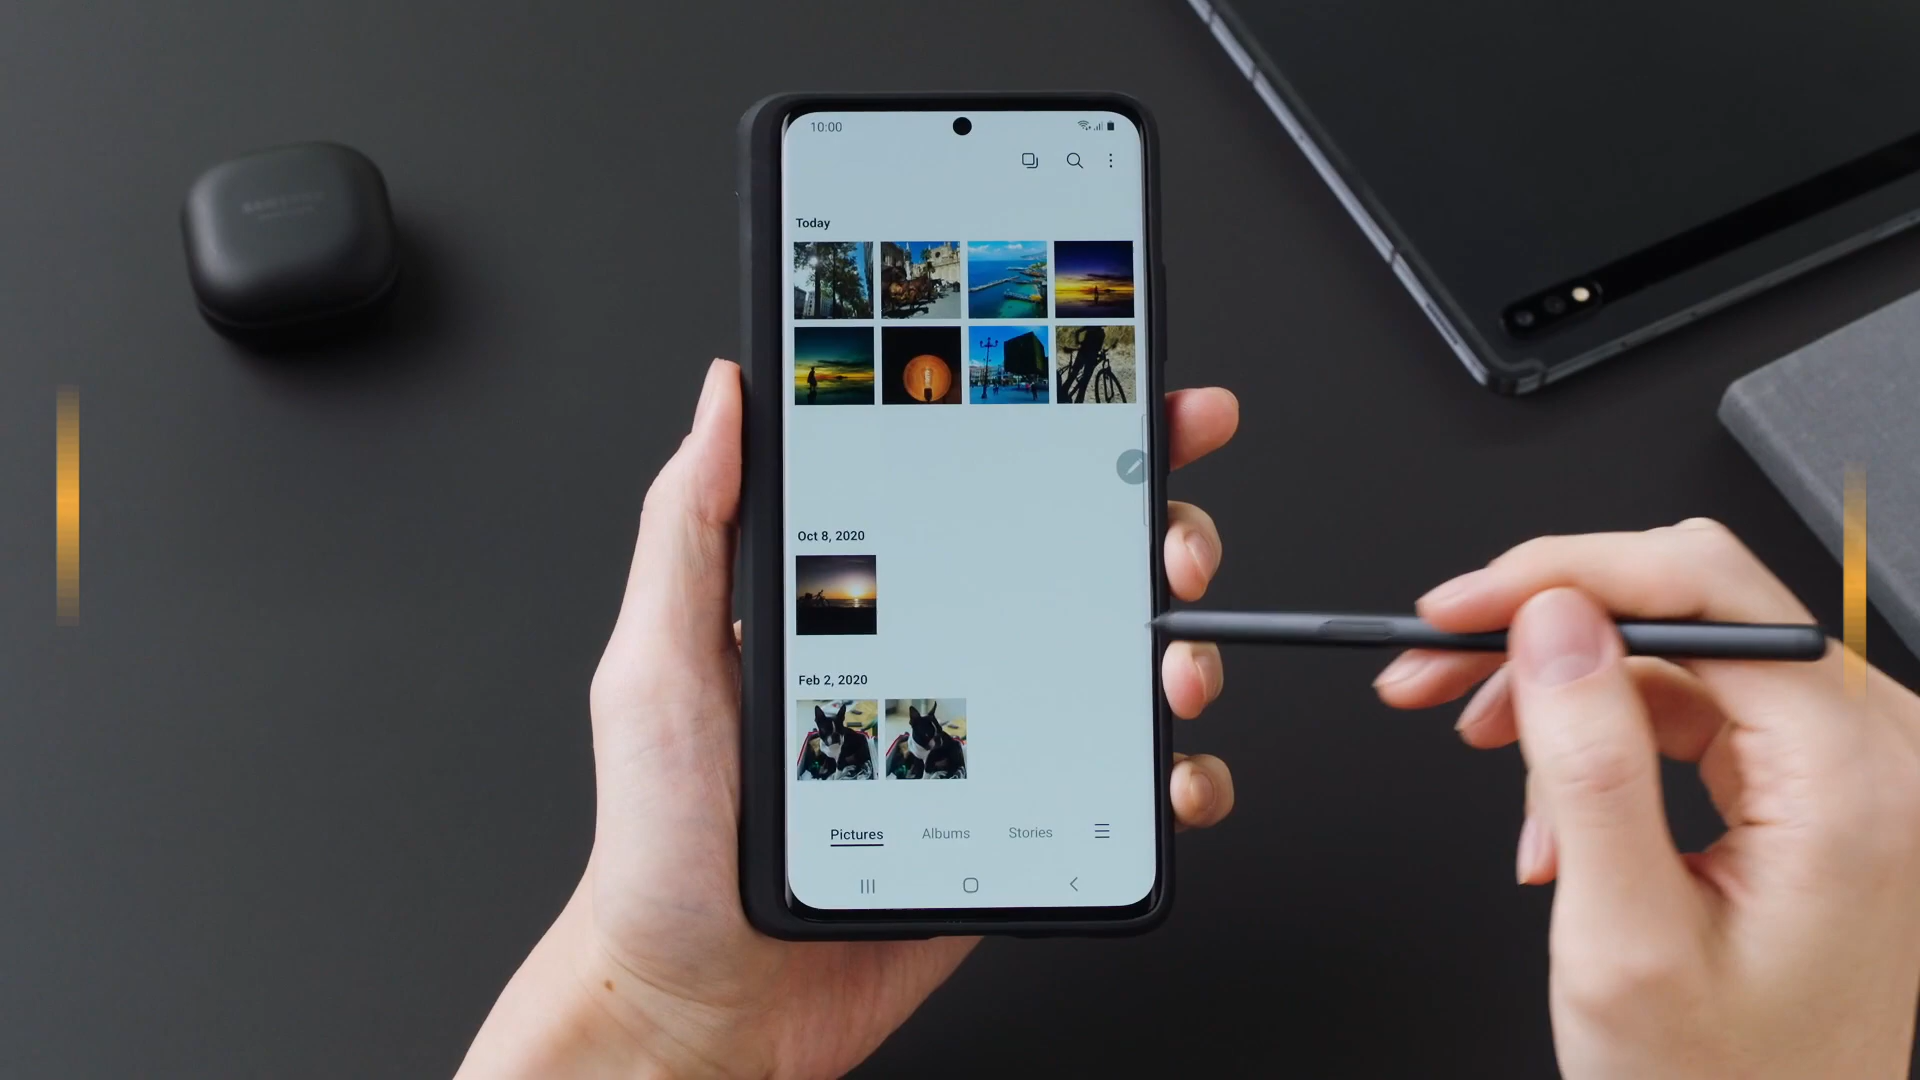 10:00
Today
Oct 8, 2020
Feb 2, 2020
Pictures Albums Stories